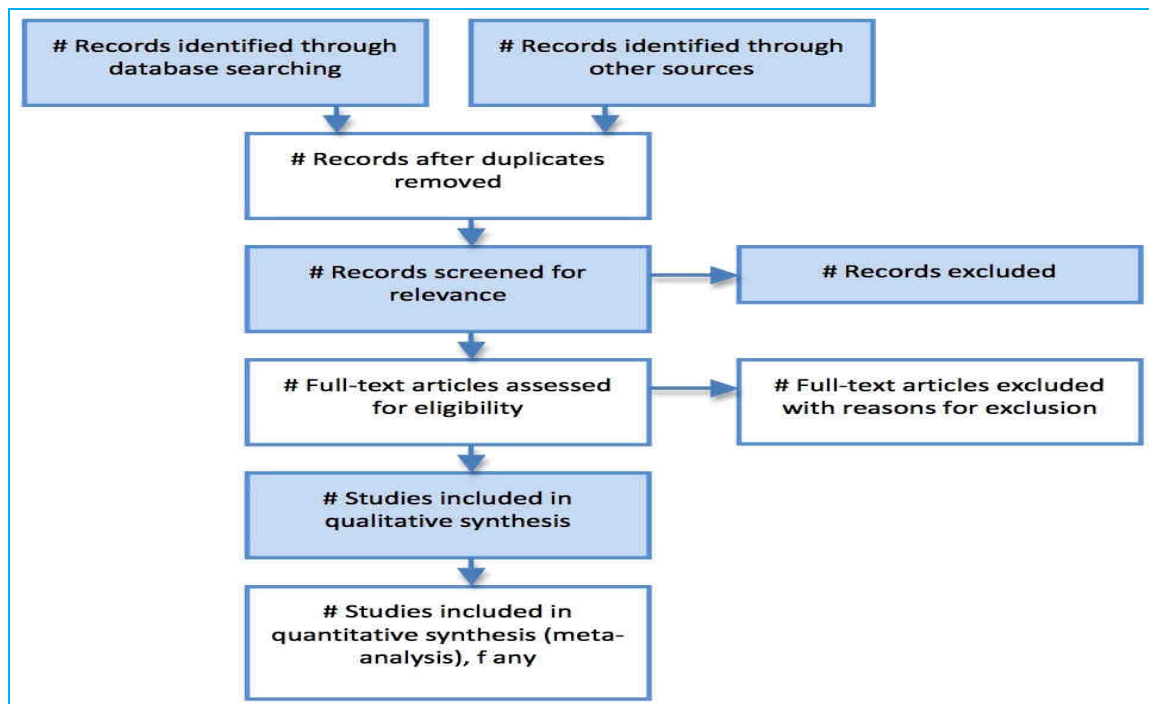 # Records identified through
database searching
# Records identified through
other sources
# Records after duplicates
removed
# Records screened for
relevance
# Records excluded
# Full-text articles assessed
for eligibility
# Full-text articles excluded
with reasons for exclusion
# Studies included in
qualitative synthesis
# Studies included in
quantitative synthesis (meta-
analysis), f any